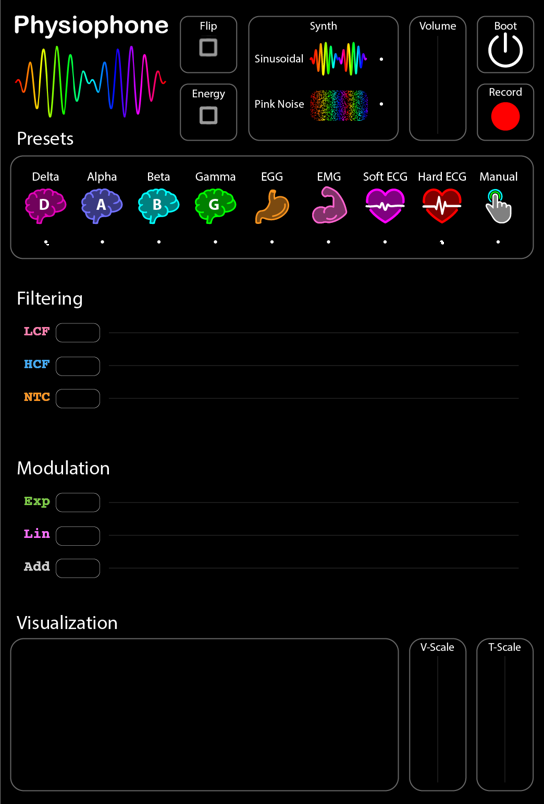 Physiophone
Flip
Energy
Synth
Sinusoidal
Pink Noise
Volume
Boot
Record
Presets
Delta Alpha Beta Gamma EGG EMG Soft ECG Hard ECG Manual
D A B G
Filtering
LCF
HCF
NTC
Modulation
Exp
Lin
Add
Visualization
V-Scale
T-Scale